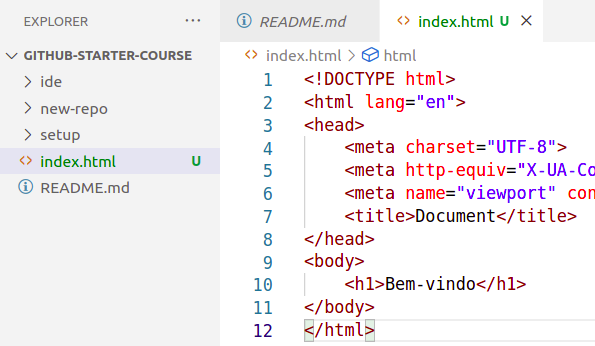 EXPLORER ···
GITHUB-STARTER-COURSE
ide
new-repo
setup
index.html U
README.md
README.md
index.html U
index.html > html
1 <!DOCTYPE html>
2 <html lang="en">
3 <head>
4 <meta charset="UTF-8">
5 <meta http-equiv="X-UA-Co
6 <meta name="viewport" con
7 <title>Document</title>
8 </head>
9 <body>
10 <h1>Bem-vindo</h1>
11 </body>
12 </html>